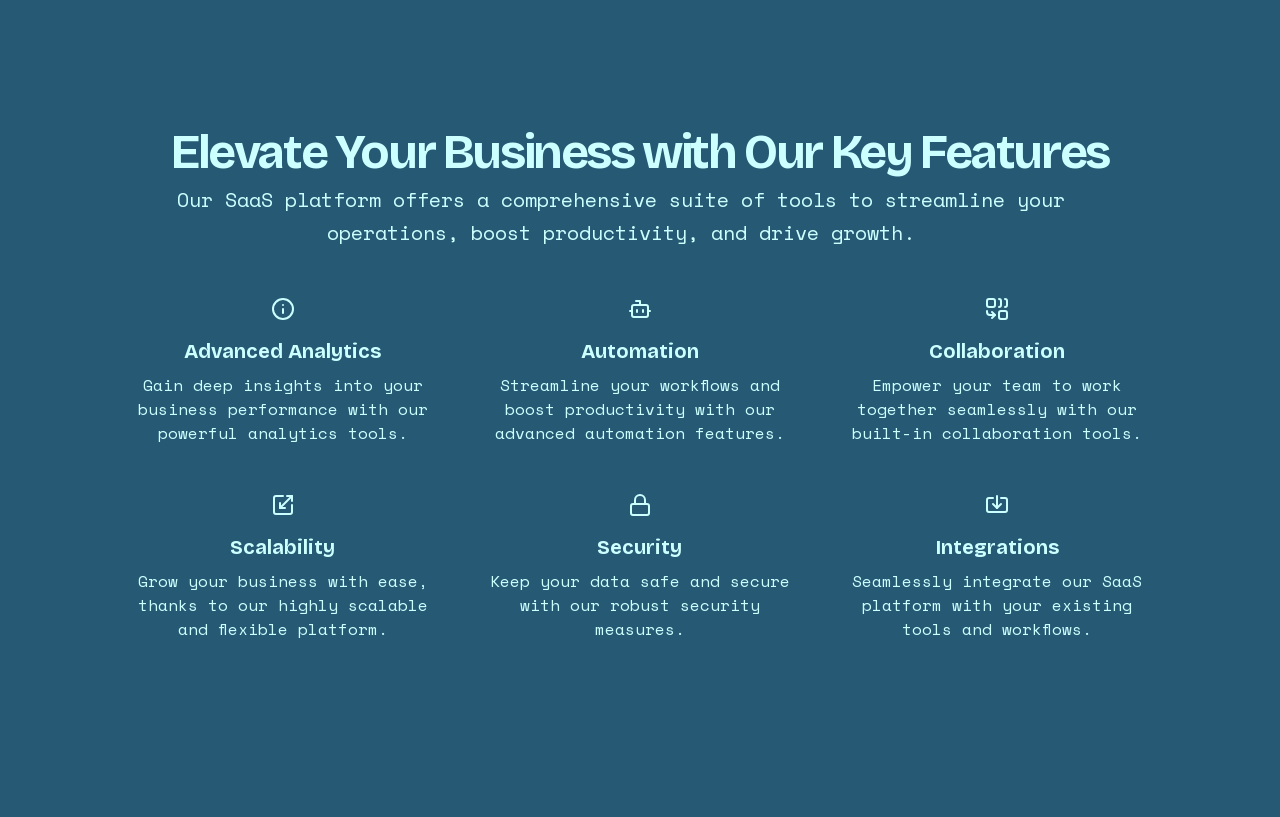 Elevate Your Business with Our Key Features
Our SaaS platform offers a comprehensive suite of tools to streamline your
operations, boost productivity, and drive growth.
Advanced Analytics
Gain deep insights into your
business performance with our
powerful analytics tools.
Automation
Streamline your workflows and
boost productivity with our
advanced automation features.
Collaboration
Empower your team to work
together seamlessly with our
built-in collaboration tools.
Scalability
Grow your business with ease,
thanks to our highly scalable
and flexible platform.
Security
Keep your data safe and secure
with our robust security
measures.
Integrations
Seamlessly integrate our SaaS
platform with your existing
tools and workflows.